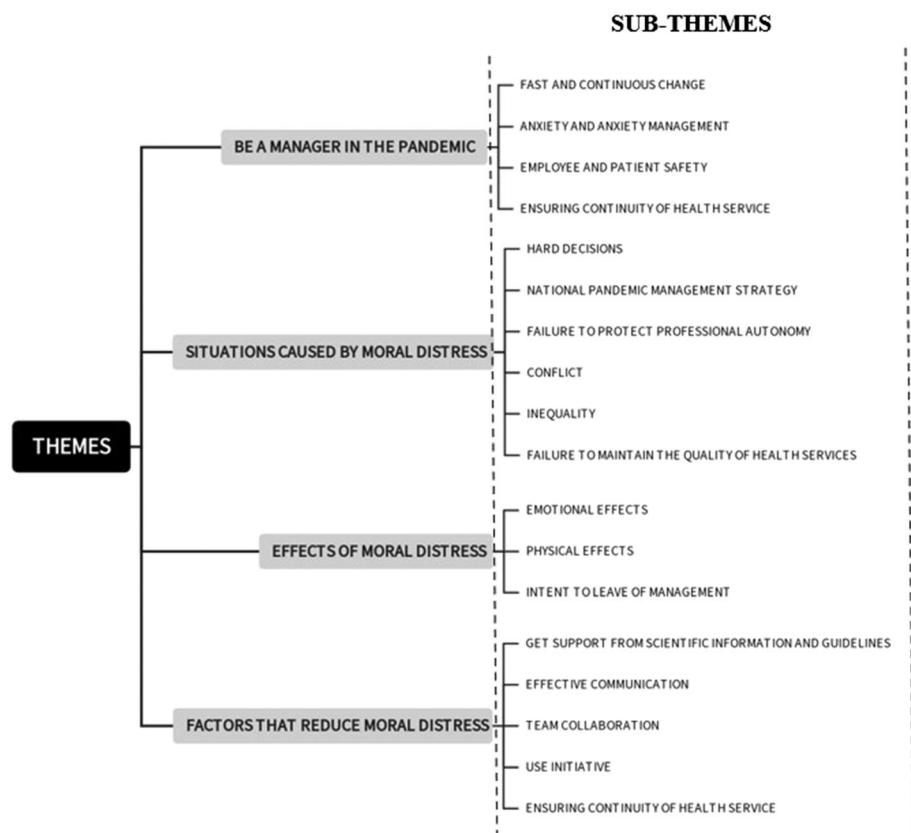 SUB-THEMES
THEMES
BE A MANAGER IN THE PANDEMIC
FAST AND CONTINUOUS CHANGE
ANXIETY AND ANXIETY MANAGEMENT
EMPLOYEE AND PATIENT SAFETY
ENSURING CONTINUITY OF HEALTH SERVICE
SITUATIONS CAUSED BY MORAL DISTRESS
HARD DECISIONS
NATIONAL PANDEMIC MANAGEMENT STRATEGY
FAILURE TO PROTECT PROFESSIONAL AUTONOMY
CONFLICT
INEQUALITY
FAILURE TO MAINTAIN THE QUALITY OF HEALTH SERVICES
EFFECTS OF MORAL DISTRESS
EMOTIONAL EFFECTS
PHYSICAL EFFECTS
INTENT TO LEAVE OF MANAGEMENT
FACTORS THAT REDUCE MORAL DISTRESS
GET SUPPORT FROM SCIENTIFIC INFORMATION AND GUIDELINES
EFFECTIVE COMMUNICATION
TEAM COLLABORATION
USE INITIATIVE
ENSURING CONTINUITY OF HEALTH SERVICE